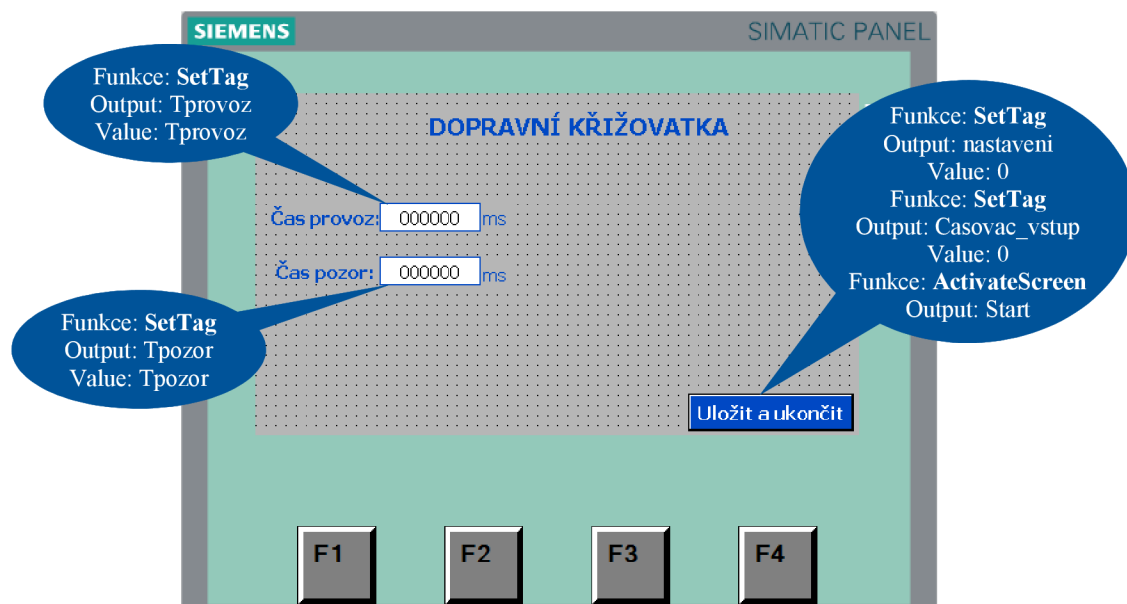 SIEMENS
SIMATIC PANEL
Funkce: SetTag
Output: Tprovoz
Value: Tprovoz
DOPRAVNÍ KŘIŽOVATKA
Funkce: SetTag
Output: nastaveni
Value: 0
Funkce: SetTag
Output: Casovac_vstup
Value: 0
Funkce: ActivateScreen
Output: Start
Čas provoz: 000000 ms
Čas pozor: 000000 ms
Funkce: SetTag
Output: Tpozor
Value: Tpozor
Uložit a ukončit
F1 F2 F3 F4